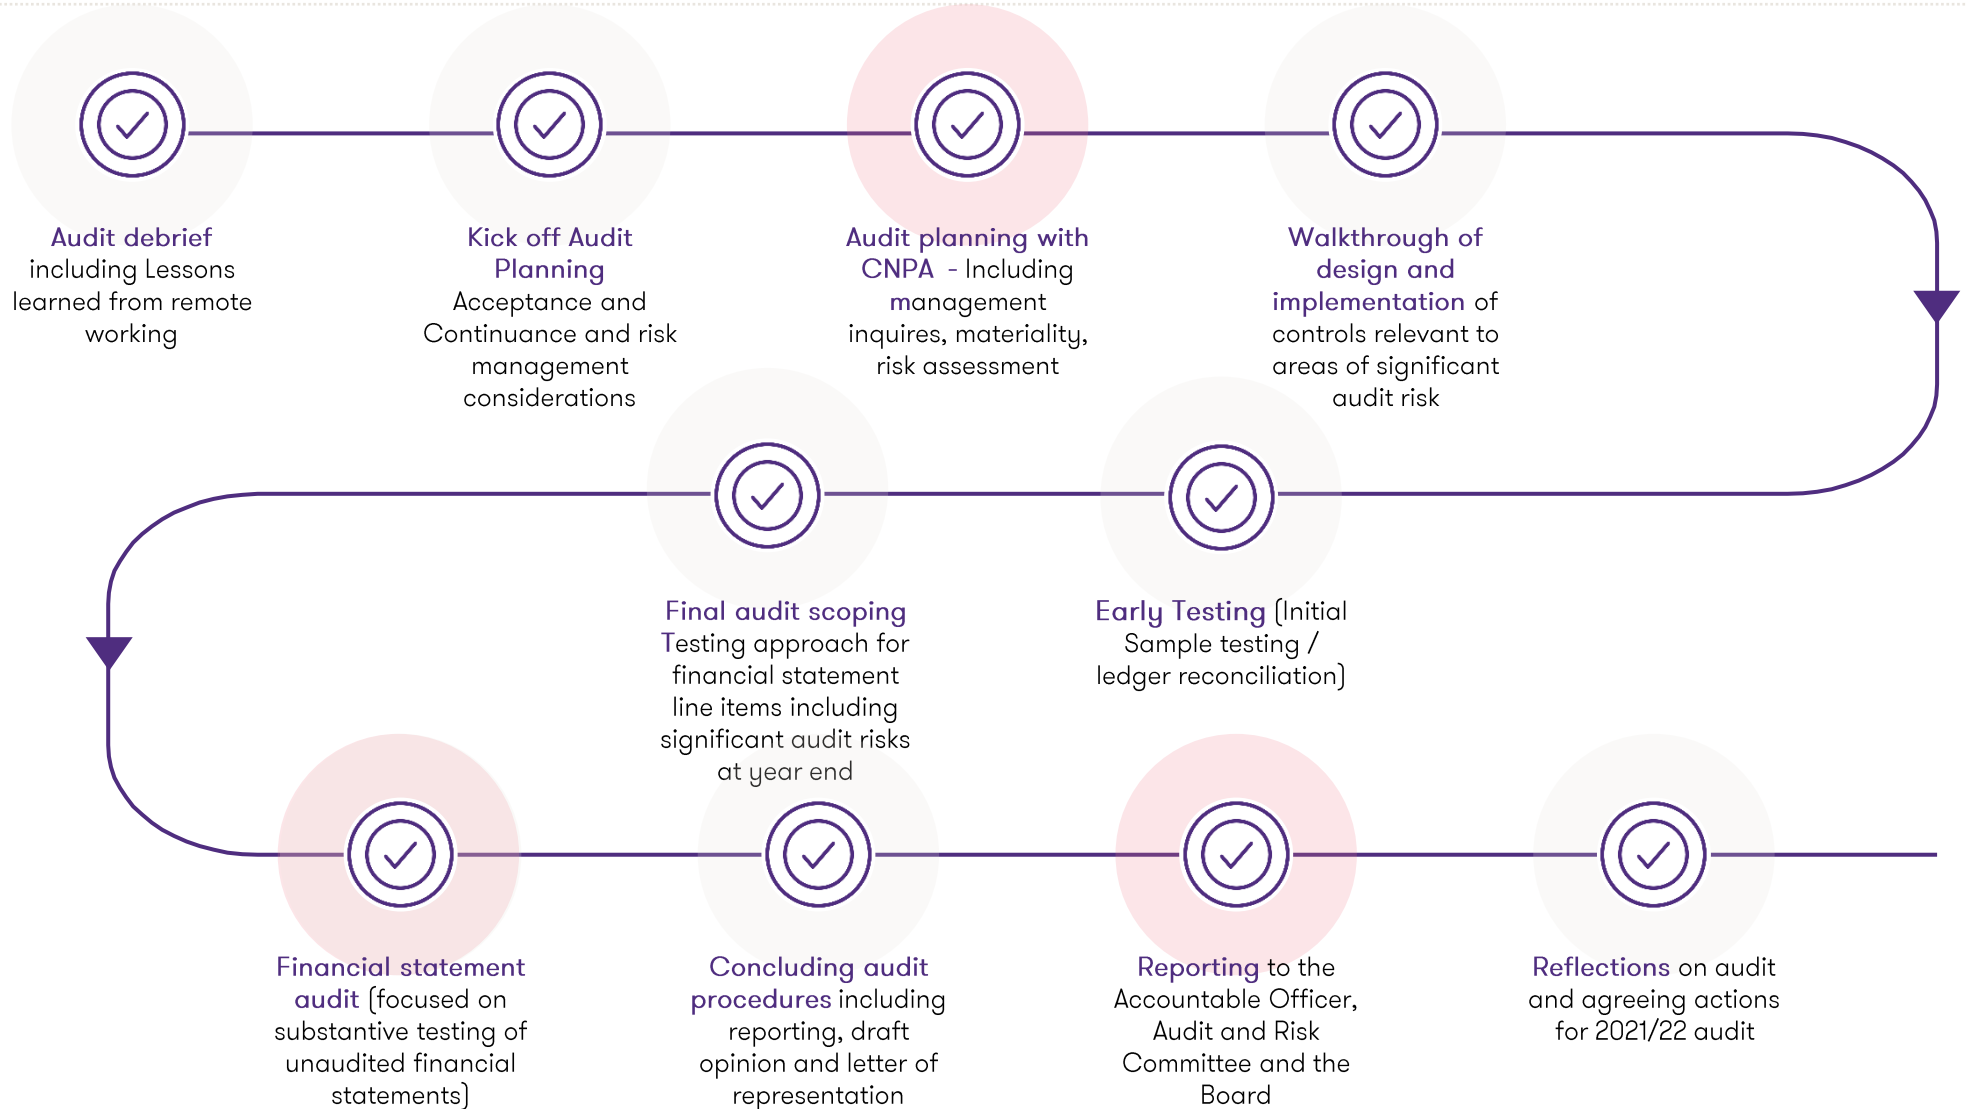 Audit debrief
including Lessons
learned from remote
working
Kick off Audit
Planning
Acceptance and
Continuance and risk
management
considerations
Audit planning with
CNPA - Including
management
inquires, materiality,
risk assessment
Walkthrough of
design and
implementation of
controls relevant to
areas of significant
audit risk
Early Testing (Initial
Sample testing /
ledger reconciliation)
Final audit scoping
Testing approach for
financial statement
line items including
significant audit risks
at year end
Financial statement
audit (focused on
substantive testing of
unaudited financial
statements)
Concluding audit
procedures including
reporting, draft
opinion and letter of
representation
Reporting to the
Accountable Officer,
Audit and Risk
Committee and the
Board
Reflections on audit
and agreeing actions
for 2021/22 audit